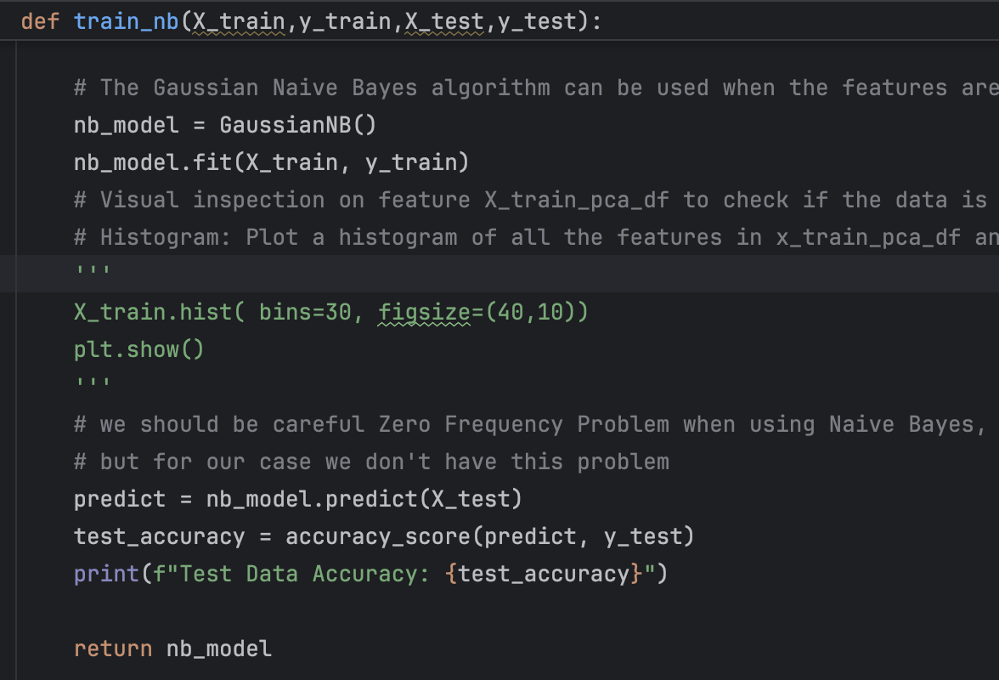 def train_nb(X_train,y_train,X_test,y_test):
# The Gaussian Naive Bayes algorithm can be used when the features are
nb_model = GaussianNB()
nb_model.fit(X_train, y_train)
# Visual inspection on feature X_train_pca_df to check if the data is
# Histogram: Plot a histogram of all the features in x_train_pca_df an
'''
X_train.hist( bins=30, figsize=(40,10))
plt.show()
'''
# we should be careful Zero Frequency Problem when using Naive Bayes,
# but for our case we don't have this problem
predict = nb_model.predict(X_test)
test_accuracy = accuracy_score(predict, y_test)
print(f"Test Data Accuracy: {test_accuracy}")
return nb_model